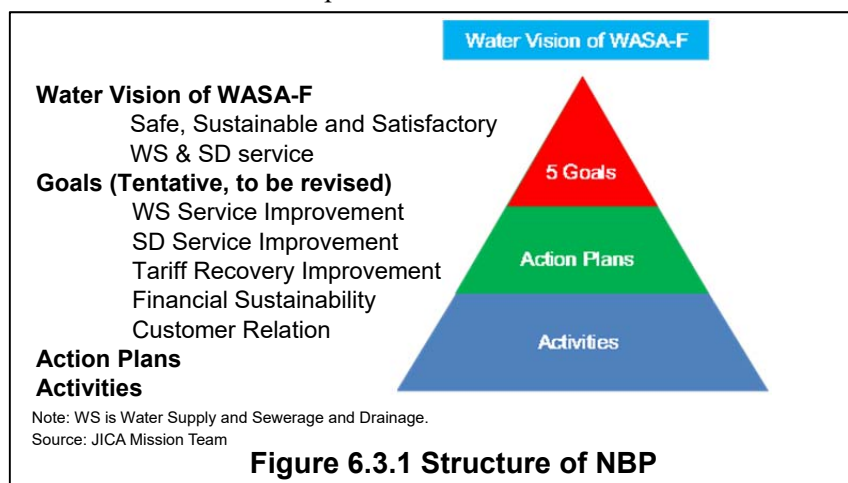 Water Vision of WASA-F
Water Vision of WASA-F
Safe, Sustainable and Satisfactory
WS & SD service
Goals (Tentative, to be revised)
WS Service Improvement
SD Service Improvement
Tariff Recovery Improvement
Financial Sustainability
Customer Relation
Action Plans
Activities
5 Goals
Action Plans
Activities
Note: WS is Water Supply and Sewerage and Drainage.
Source: JICA Mission Team
Figure 6.3.1 Structure of NBP